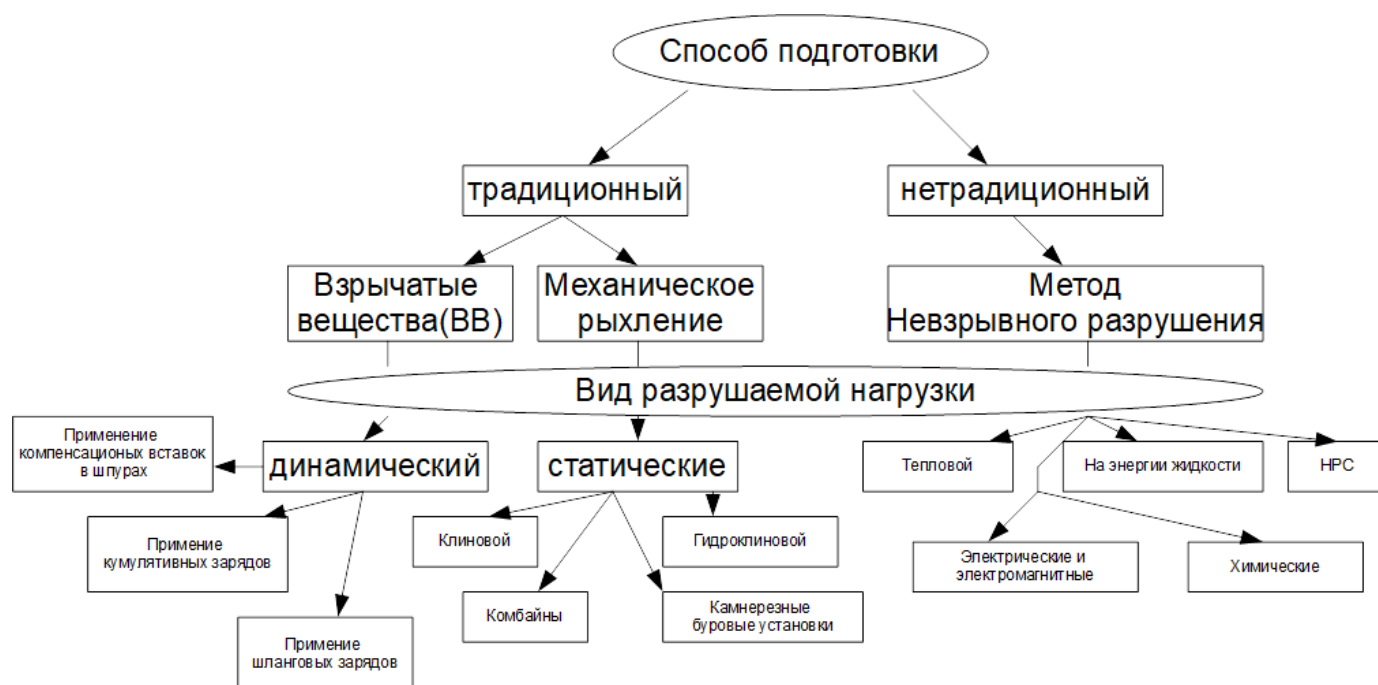 Способ подготовки
традиционный
нетрадиционный
Взрычатые
вещества(ВВ)
Механическое
рыхление
Метод
Невзрывного разрушения
Вид разрушаемой нагрузки
Применение
компенсационых вставок
в шпурах
динамический
статические
Тепловой
На энергии жидкости
НРС
Примение
кумулятивных зарядов
Клиновой
Гидроклиновой
Электрические и
электромагнитные
Химические
Комбайны
Камнерезные
буровые установки
Примение
шланговых зарядов